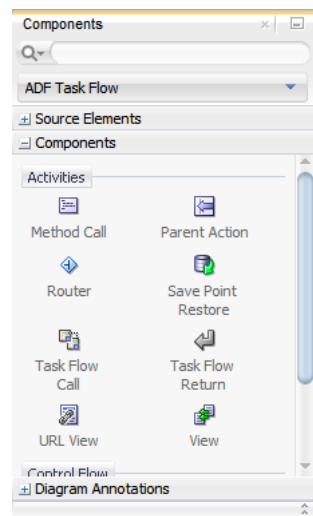 Components
ADF Task Flow
Source Elements
Components
Activities
Method Call
Parent Action
Router
Save Point
Restore
Task Flow
Call
Task Flow
Return
URL View
View
Control Flow
Diagram Annotations